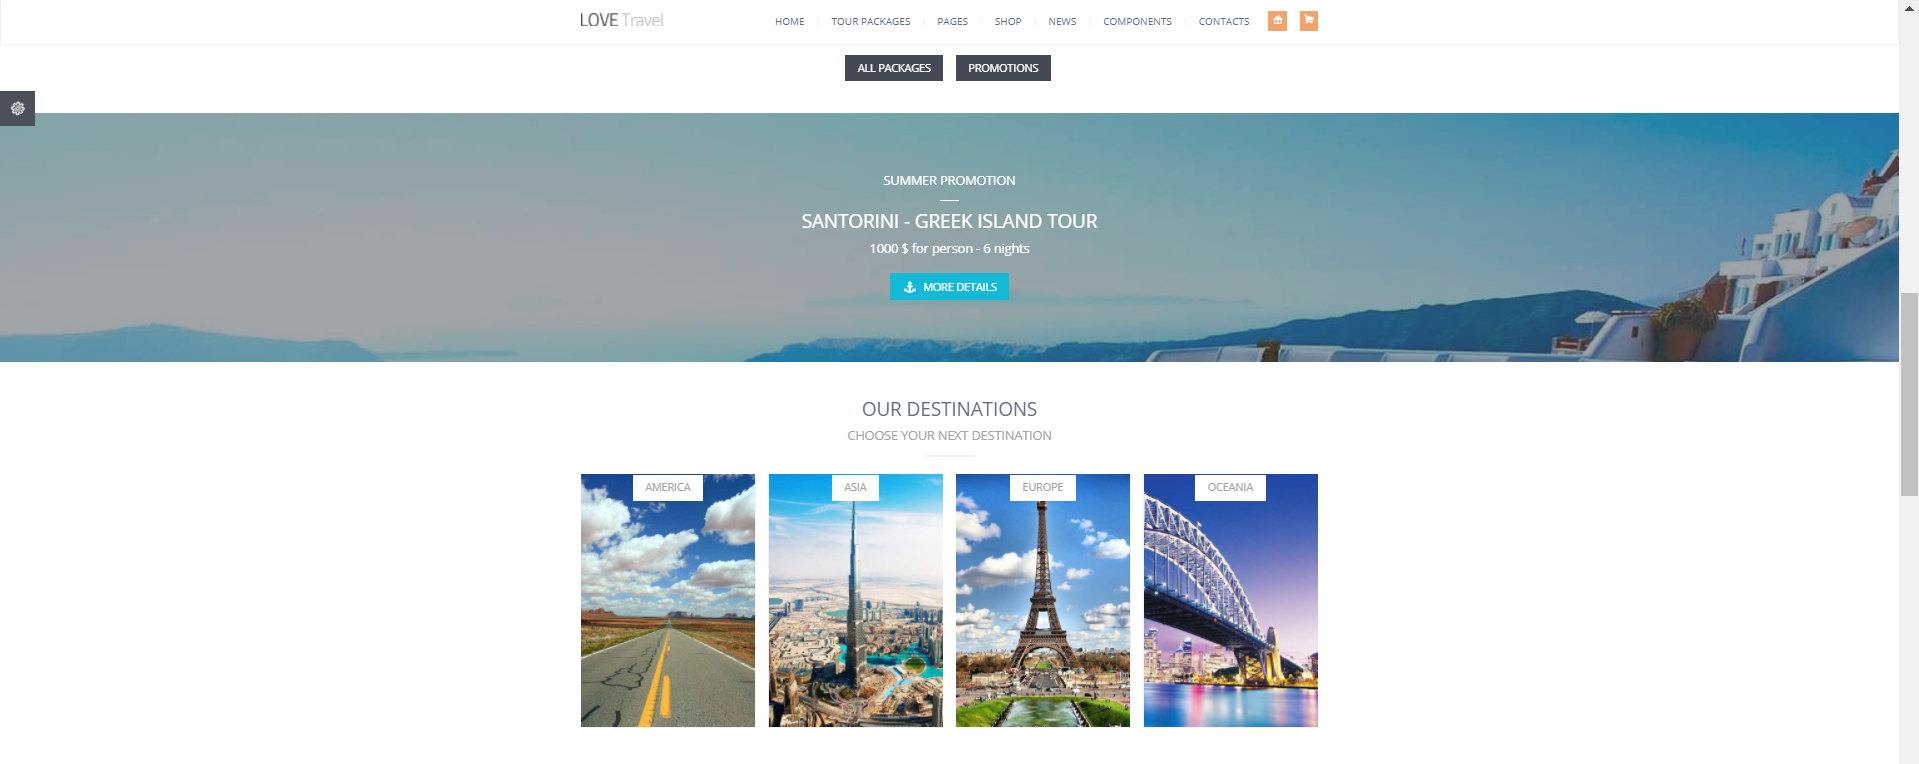 LOVE Travel
HOME
TOUR PACKAGES
PAGES
SHOP
NEWS
COMPONENTS
CONTACTS
ALL PACKAGES
PROMOTIONS
SUMMER PROMOTION
SANTORINI - GREEK ISLAND TOUR
1000 $ for person - 6 nights
MORE DETAILS
OUR DESTINATIONS
CHOOSE YOUR NEXT DESTINATION
AMERICA
ASIA
EUROPE
OCEANIA